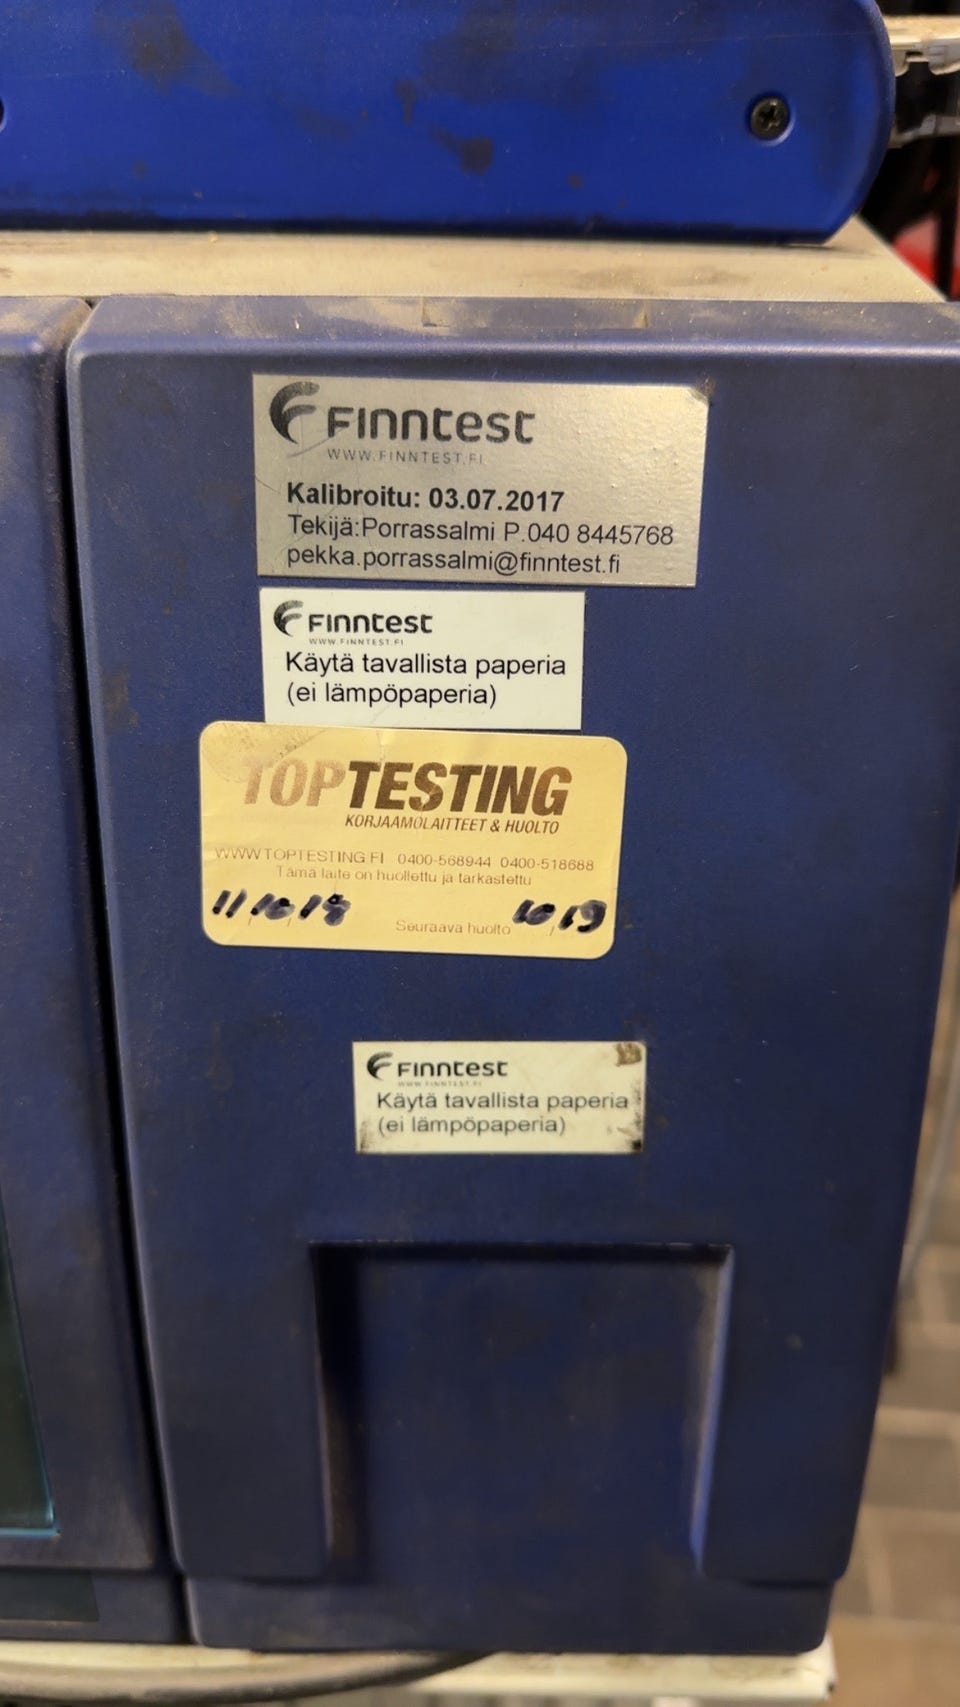 FINNTEST
WWW.FINNTEST.FI
Kalibroitu: 03.07.2017
Tekijä:Porrassalmi P.040 8445768
pekka.porrassalmi@finntest.fi
FINNTEST
WWW.FINNTEST.FI
Käytä tavallista paperia
(ei lämpöpaperia)
TOPTESTING
KORJAAMOLAITTEET & HUOLTO
WWW.TOPTESTING.FI 0400-568944 0400-518688
Tämä laite on huollettu ja tarkastettu
11,10,18 Seuraava huolto 10,19
FINNTEST
WWW.FINNTEST.FI
Käytä tavallista paperia
(ei lämpöpaperia)